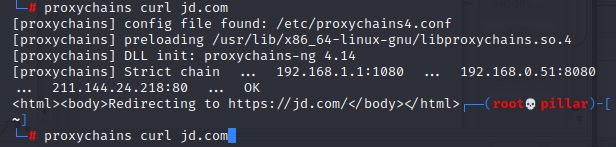 └─# proxychains curl jd.com
[proxychains] config file found: /etc/proxychains4.conf
[proxychains] preloading /usr/lib/x86_64-linux-gnu/libproxychains.so.4
[proxychains] DLL init: proxychains-ng 4.14
[proxychains] Strict chain  ...  192.168.1.1:1080  ...  192.168.0.51:8080
...  211.144.24.218:80  ...  OK
<html><body>Redirecting to https://jd.com/</body></html>┌──(root💀pillar)-[
~]
└─# proxychains curl jd.com